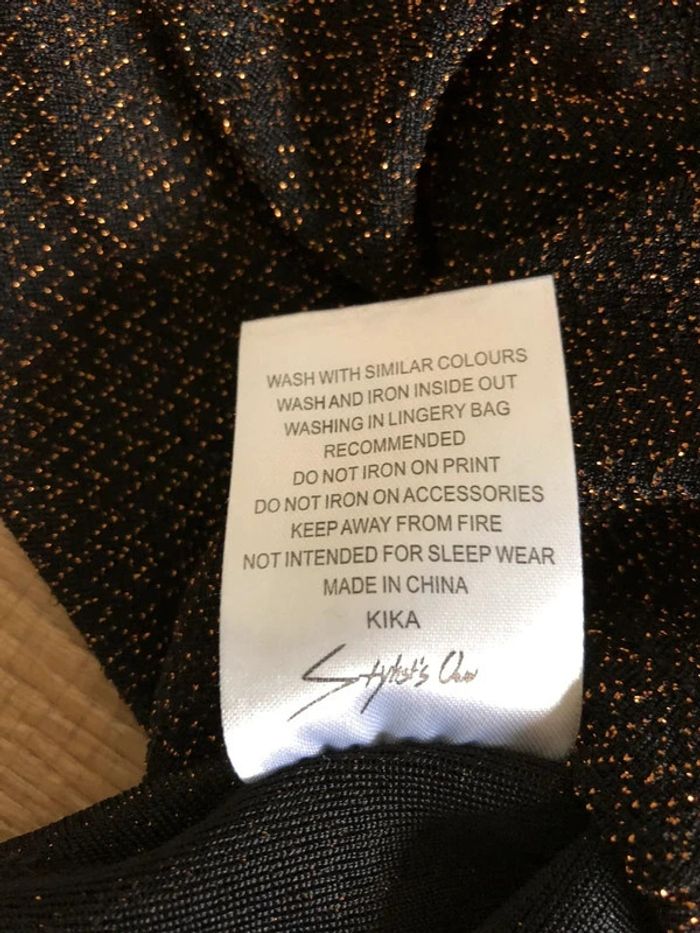 WASH WITH SIMILAR COLOURS
WASH AND IRON INSIDE OUT
WASHING IN LINGERY BAG
RECOMMENDED
DO NOT IRON ON PRINT
DO NOT IRON ON ACCESSORIES
KEEP AWAY FROM FIRE
NOT INTENDED FOR SLEEP WEAR
MADE IN CHINA
KIKA
Stylist's Own